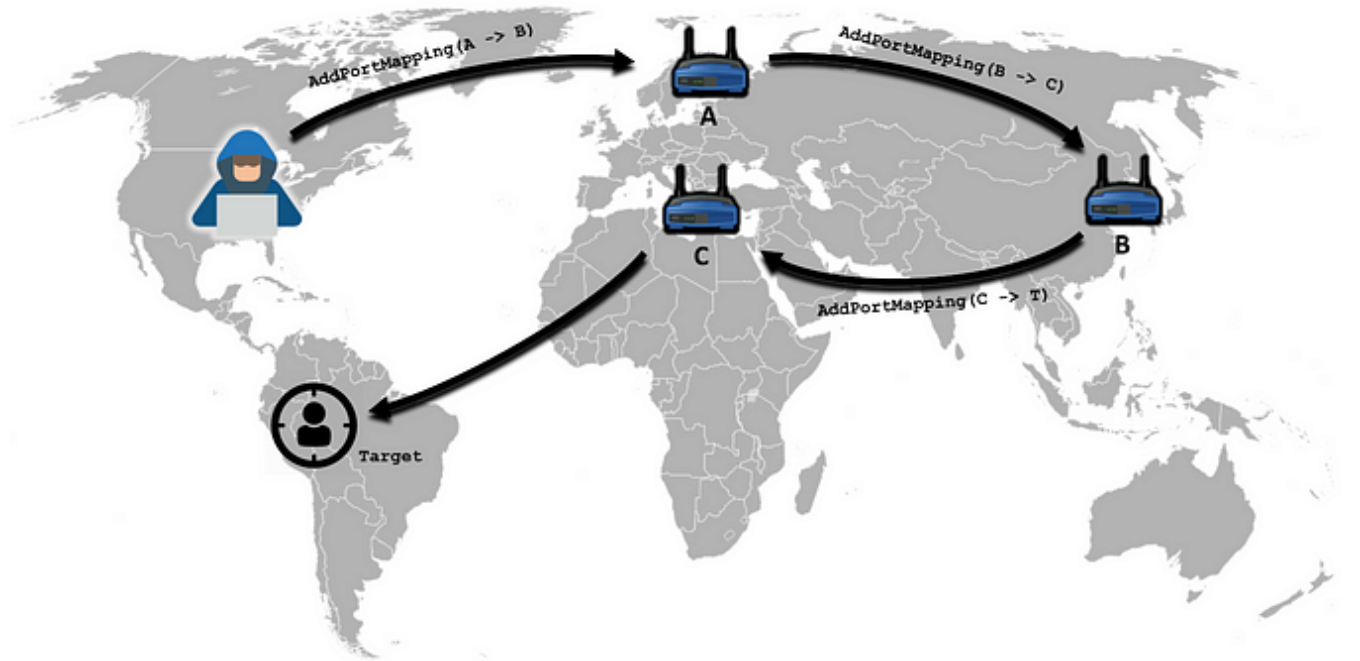 AddPortMapping(A -> B)
AddPortMapping(B -> C)
A
C
B
AddPortMapping(C -> T)
Target